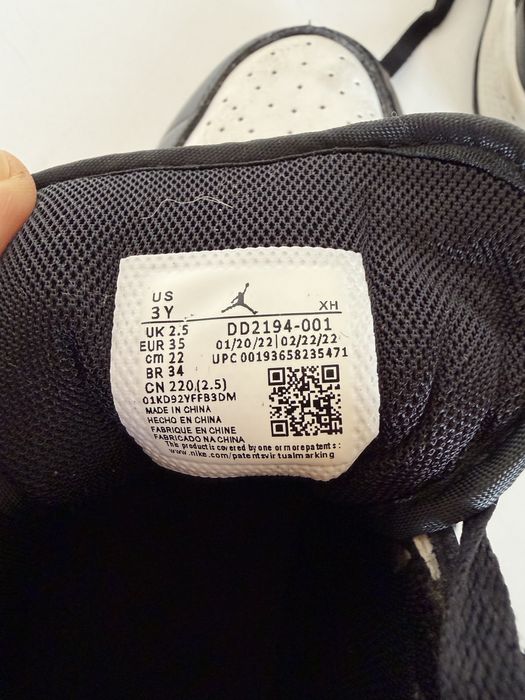 US
3Y
XH
UK 2.5
DD2194-001
EUR 35
01/20/22 | 02/22/22
cm 22
UPC 00193658235471
BR 34
CN 220 (2.5)
01KD92YFFB3DM
MADE IN CHINA
HECHO EN CHINA
FABRIQUE EN CHINE
FABRICADO NA CHINA
This product is covered by one or more patents:
www.nike.com/patentsvirtualmarking